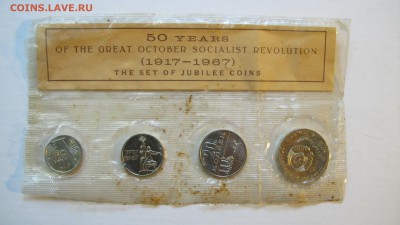 COINS.LAVE.RU
50 YEARS
OF THE GREAT OCTOBER SOCIALIST REVOLUTION
(1917–1967)
THE SET OF JUBILEE COINS